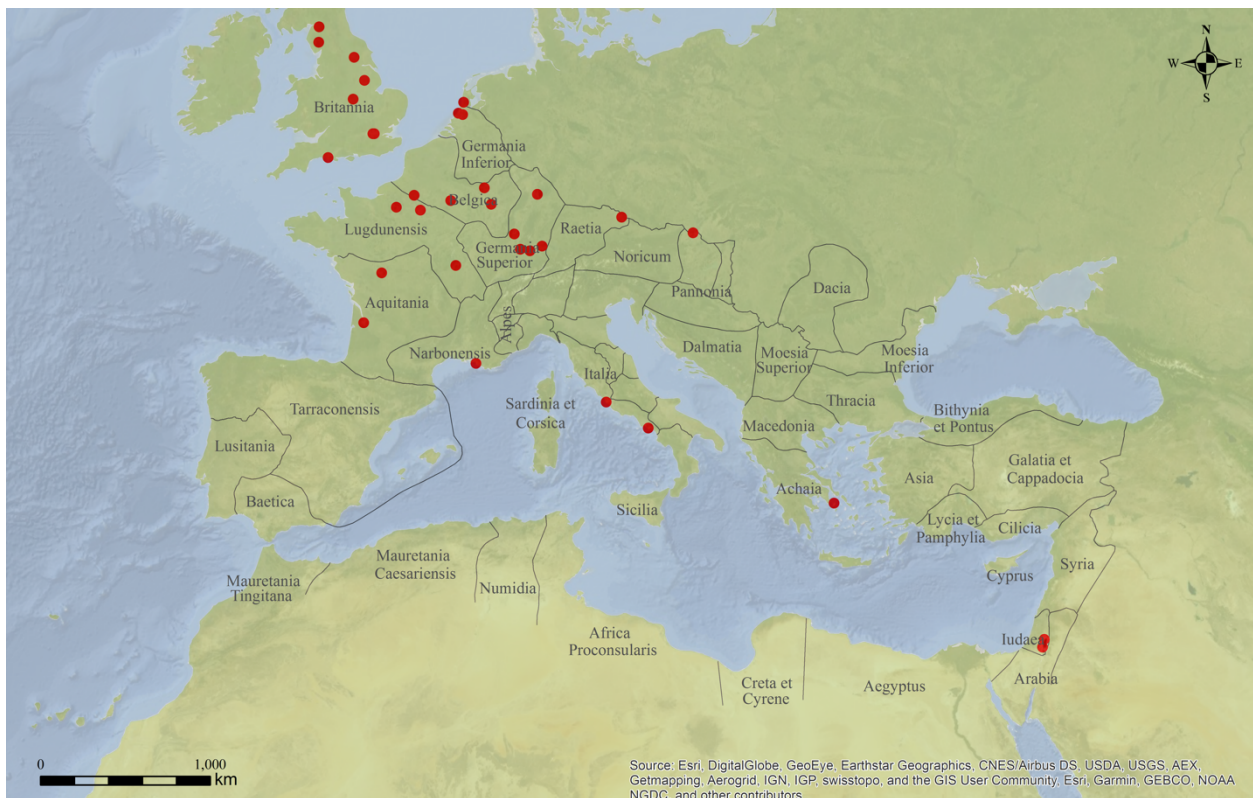 N
W E
S
Britannia
Germania
Inferior
Belgica
Lugdunensis
Germania
Superior
Raetia
Noricum
Pannonia
Dacia
Aquitania
Alpes
Narbonensis
Italia
Dalmatia
Moesia
Superior
Moesia
Inferior
Thracia
Bithynia
et Pontus
Tarraconensis
Sardinia et
Corsica
Macedonia
Lusitania
Baetica
Sicilia
Achaia
Asia
Galatia et
Cappadocia
Lycia et
Pamphylia
Cilicia
Mauretania
Tingitana
Mauretania
Caesariensis
Numidia
Cyprus
Syria
Africa
Proconsularis
Iudaea
Arabia
Creta et
Cyrene
Aegyptus
0 1,000
km
Source: Esri, DigitalGlobe, GeoEye, Earthstar Geographics, CNES/Airbus DS, USDA, USGS, AEX,
Getmapping, Aerogrid, IGN, IGP, swisstopo, and the GIS User Community, Esri, Garmin, GEBCO, NOAA
NGDC, and other contributors